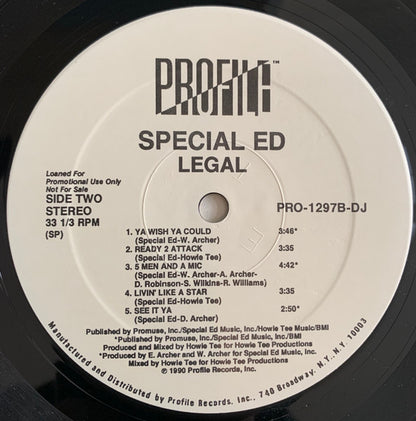 PROFILE™
SPECIAL ED
LEGAL
Loaned For
Promotional Use Only
Not For Sale
SIDE TWO
STEREO
33 1/3 RPM
(SP)
PRO-1297B-DJ
1. YA WISH YA COULD 3:46*
(Special Ed-W. Archer)
2. READY 2 ATTACK 3:35
(Special Ed-Howie Tee)
3. 5 MEN AND A MIC 4:42*
(Special Ed-W. Archer-A. Archer-
D. Robinson-S. Wilkins-R. Williams)
4. LIVIN' LIKE A STAR 3:35
(Special Ed-Howie Tee)
5. SEE IT YA 2:50*
(Special Ed-D. Archer)
Published by Promuse, Inc./Special Ed Music, Inc./Howie Tee Music/BMI
*Published by Promuse, Inc./Special Ed Music, Inc./BMI
Produced and Mixed by Howie Tee for Howie Tee Productions
*Produced by E. Archer and W. Archer for Special Ed Productions.
Mixed by Howie Tee for Howie Tee Productions
℗ 1990 Profile Records, Inc.
Manufactured and Distributed by Profile Records, Inc., 740 Broadway, N.Y., N.Y. 10003